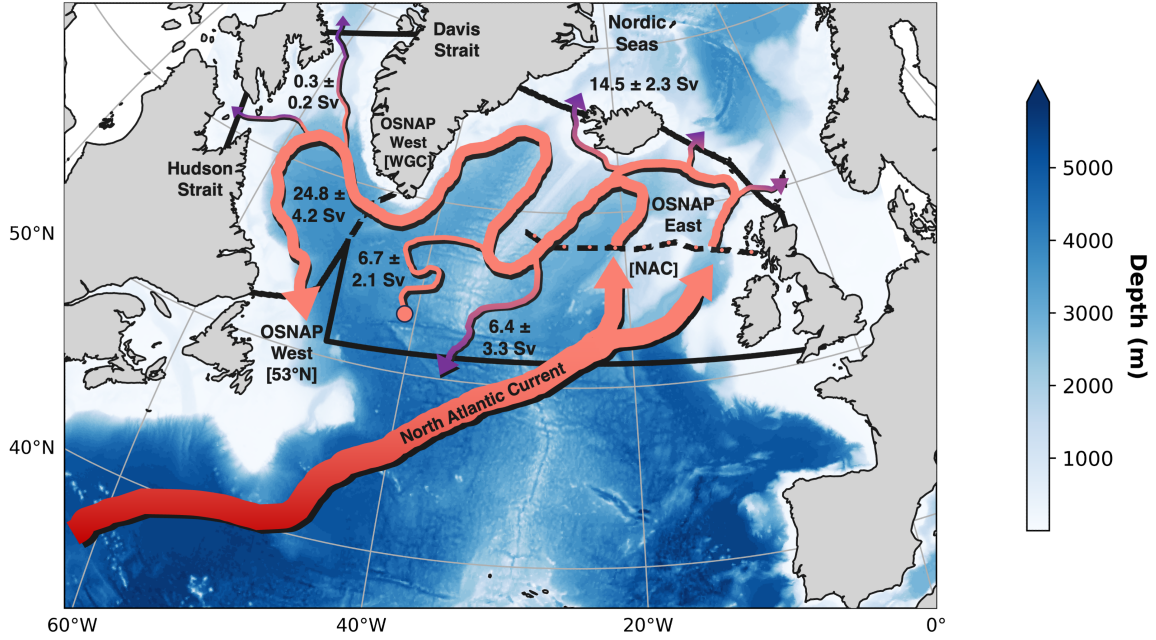 Nordic
Seas
Davis
Strait
14.5 ± 2.3 Sv
0.3 ±
0.2 Sv
OSNAP
West
[WGC]
Hudson
Strait
24.8 ±
4.2 Sv
OSNAP
East
50°N
6.7 ±
2.1 Sv
[NAC]
6.4 ±
3.3 Sv
OSNAP
West
[53°N]
North Atlantic Current
40°N
60°W
40°W
20°W
0°
5000
4000
3000
2000
1000
Depth (m)